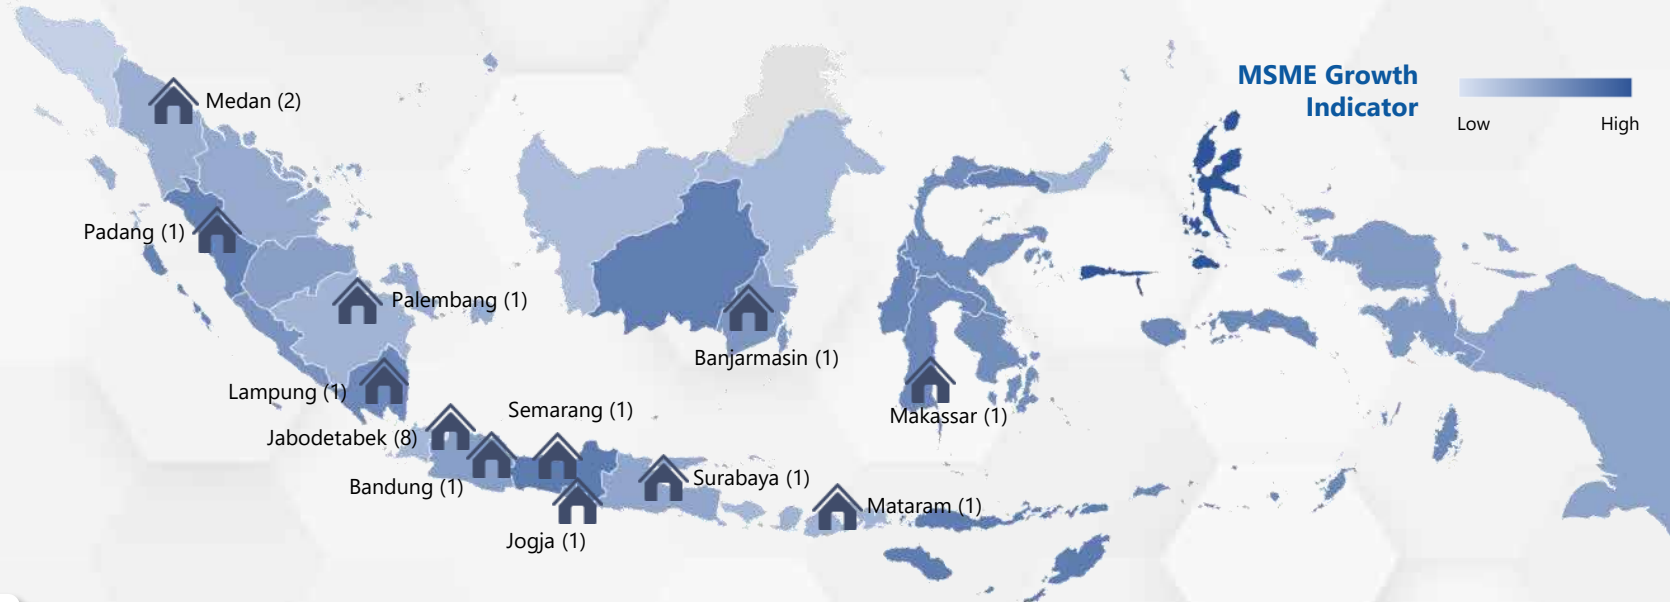 MSME Growth
Indicator
Low
High
Medan (2)
Padang (1)
Palembang (1)
Banjarmasin (1)
Lampung (1)
Semarang (1)
Makassar (1)
Jabodetabek (8)
Bandung (1)
Surabaya (1)
Mataram (1)
Jogja (1)